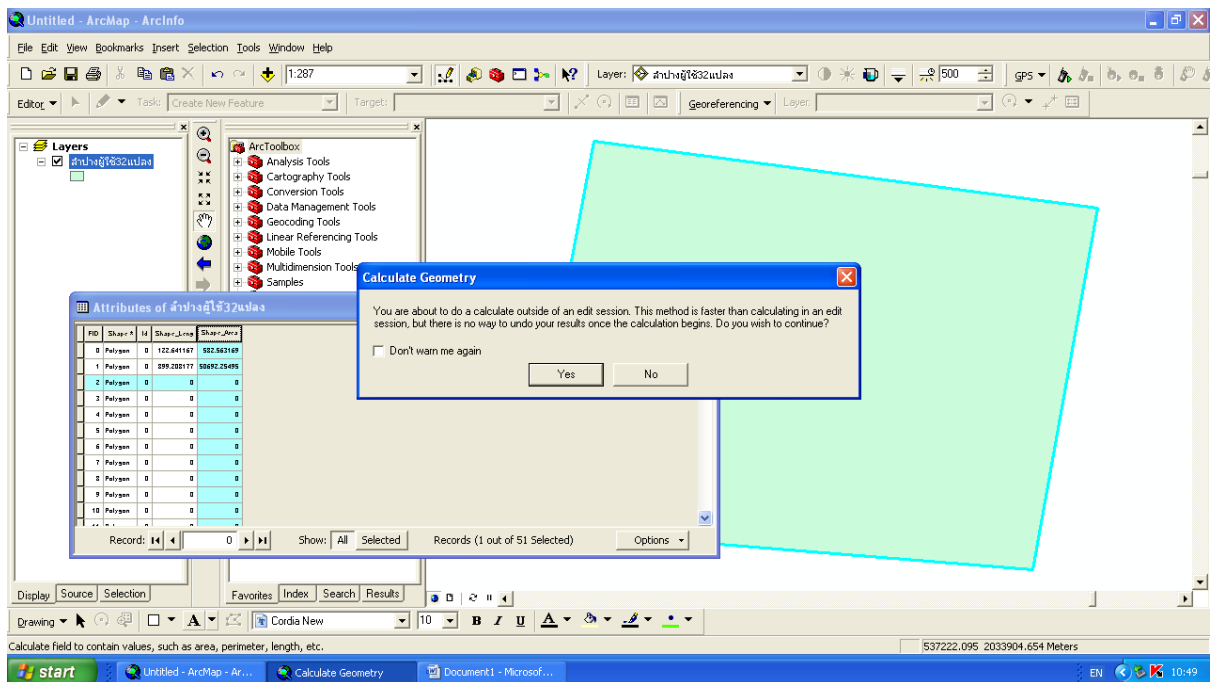 Untitled - ArcMap - ArcInfo
File Edit View Bookmarks Insert Selection Tools Window Help
1:287
Layer: ลำปางผู้ใช้32แปลง
500
GPS
Editor
Task: Create New Feature
Target:
Georeferencing
Layer:
Layers
ลำปางผู้ใช้32แปลง
ArcToolbox
Analysis Tools
Cartography Tools
Conversion Tools
Data Management Tools
Geocoding Tools
Linear Referencing Tools
Mobile Tools
Multidimension Tools
Samples
Calculate Geometry
You are about to do a calculate outside of an edit session. This method is faster than calculating in an edit
session, but there is no way to undo your results once the calculation begins. Do you wish to continue?
Don't warn me again
Yes No
Attributes of ลำปางผู้ใช้32แปลง
FID Shape * Id Shape_Leng Shape_Area
0 Polygon 0 122.641167 582.563169
1 Polygon 0 899.208177 50692.25495
2 Polygon 0 0 0
3 Polygon 0 0 0
4 Polygon 0 0 0
5 Polygon 0 0 0
6 Polygon 0 0 0
7 Polygon 0 0 0
8 Polygon 0 0 0
9 Polygon 0 0 0
10 Polygon 0 0 0
Record: 0 Show: All Selected Records (1 out of 51 Selected) Options
Display Source Selection
Favorites Index Search Results
Drawing
A
Cordia New
10
B I U A
Calculate field to contain values, such as area, perimeter, length, etc.
537222.095 2033904.654 Meters
start
Untitled - ArcMap - Ar...
Calculate Geometry
Document1 - Microsof...
EN
10:49